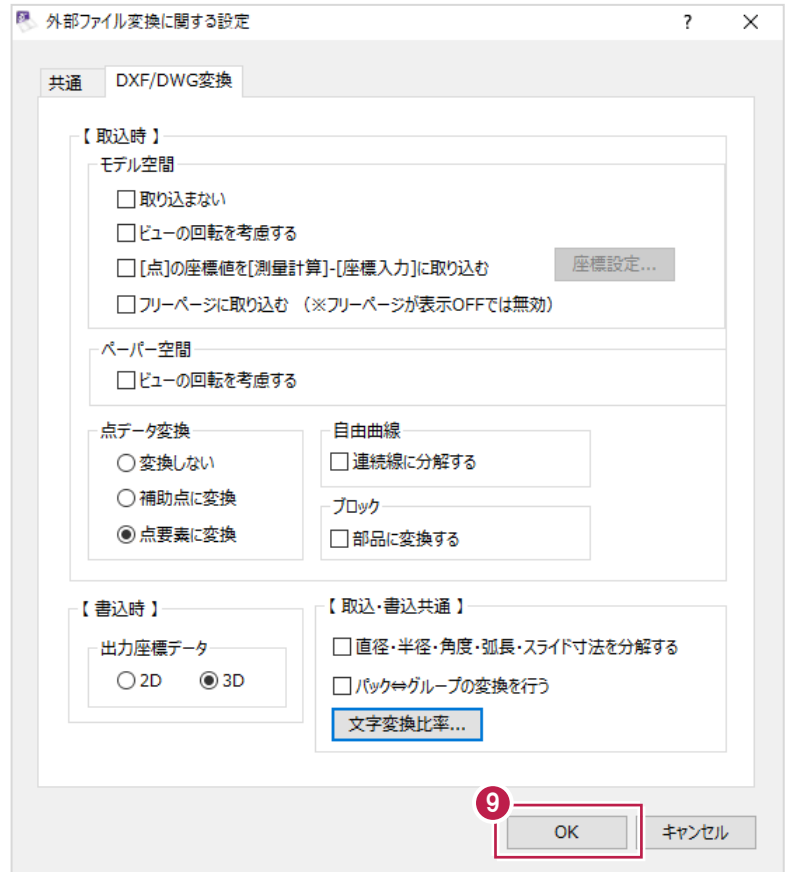 外部ファイル変換に関する設定
?
共通
DXF/DWG変換
【 取込時 】
モデル空間
取り込まない
ビューの回転を考慮する
[点]の座標値を[測量計算]-[座標入力]に取り込む
座標設定...
フリーページに取り込む （※フリーページが表示OFFでは無効）
ペーパー空間
ビューの回転を考慮する
点データ変換
変換しない
補助点に変換
点要素に変換
自由曲線
連続線に分解する
ブロック
部品に変換する
【 書込時 】
出力座標データ
2D
3D
【 取込・書込共通 】
直径・半径・角度・弧長・スライド寸法を分解する
パック⇔グループの変換を行う
文字変換比率...
9
OK
キャンセル